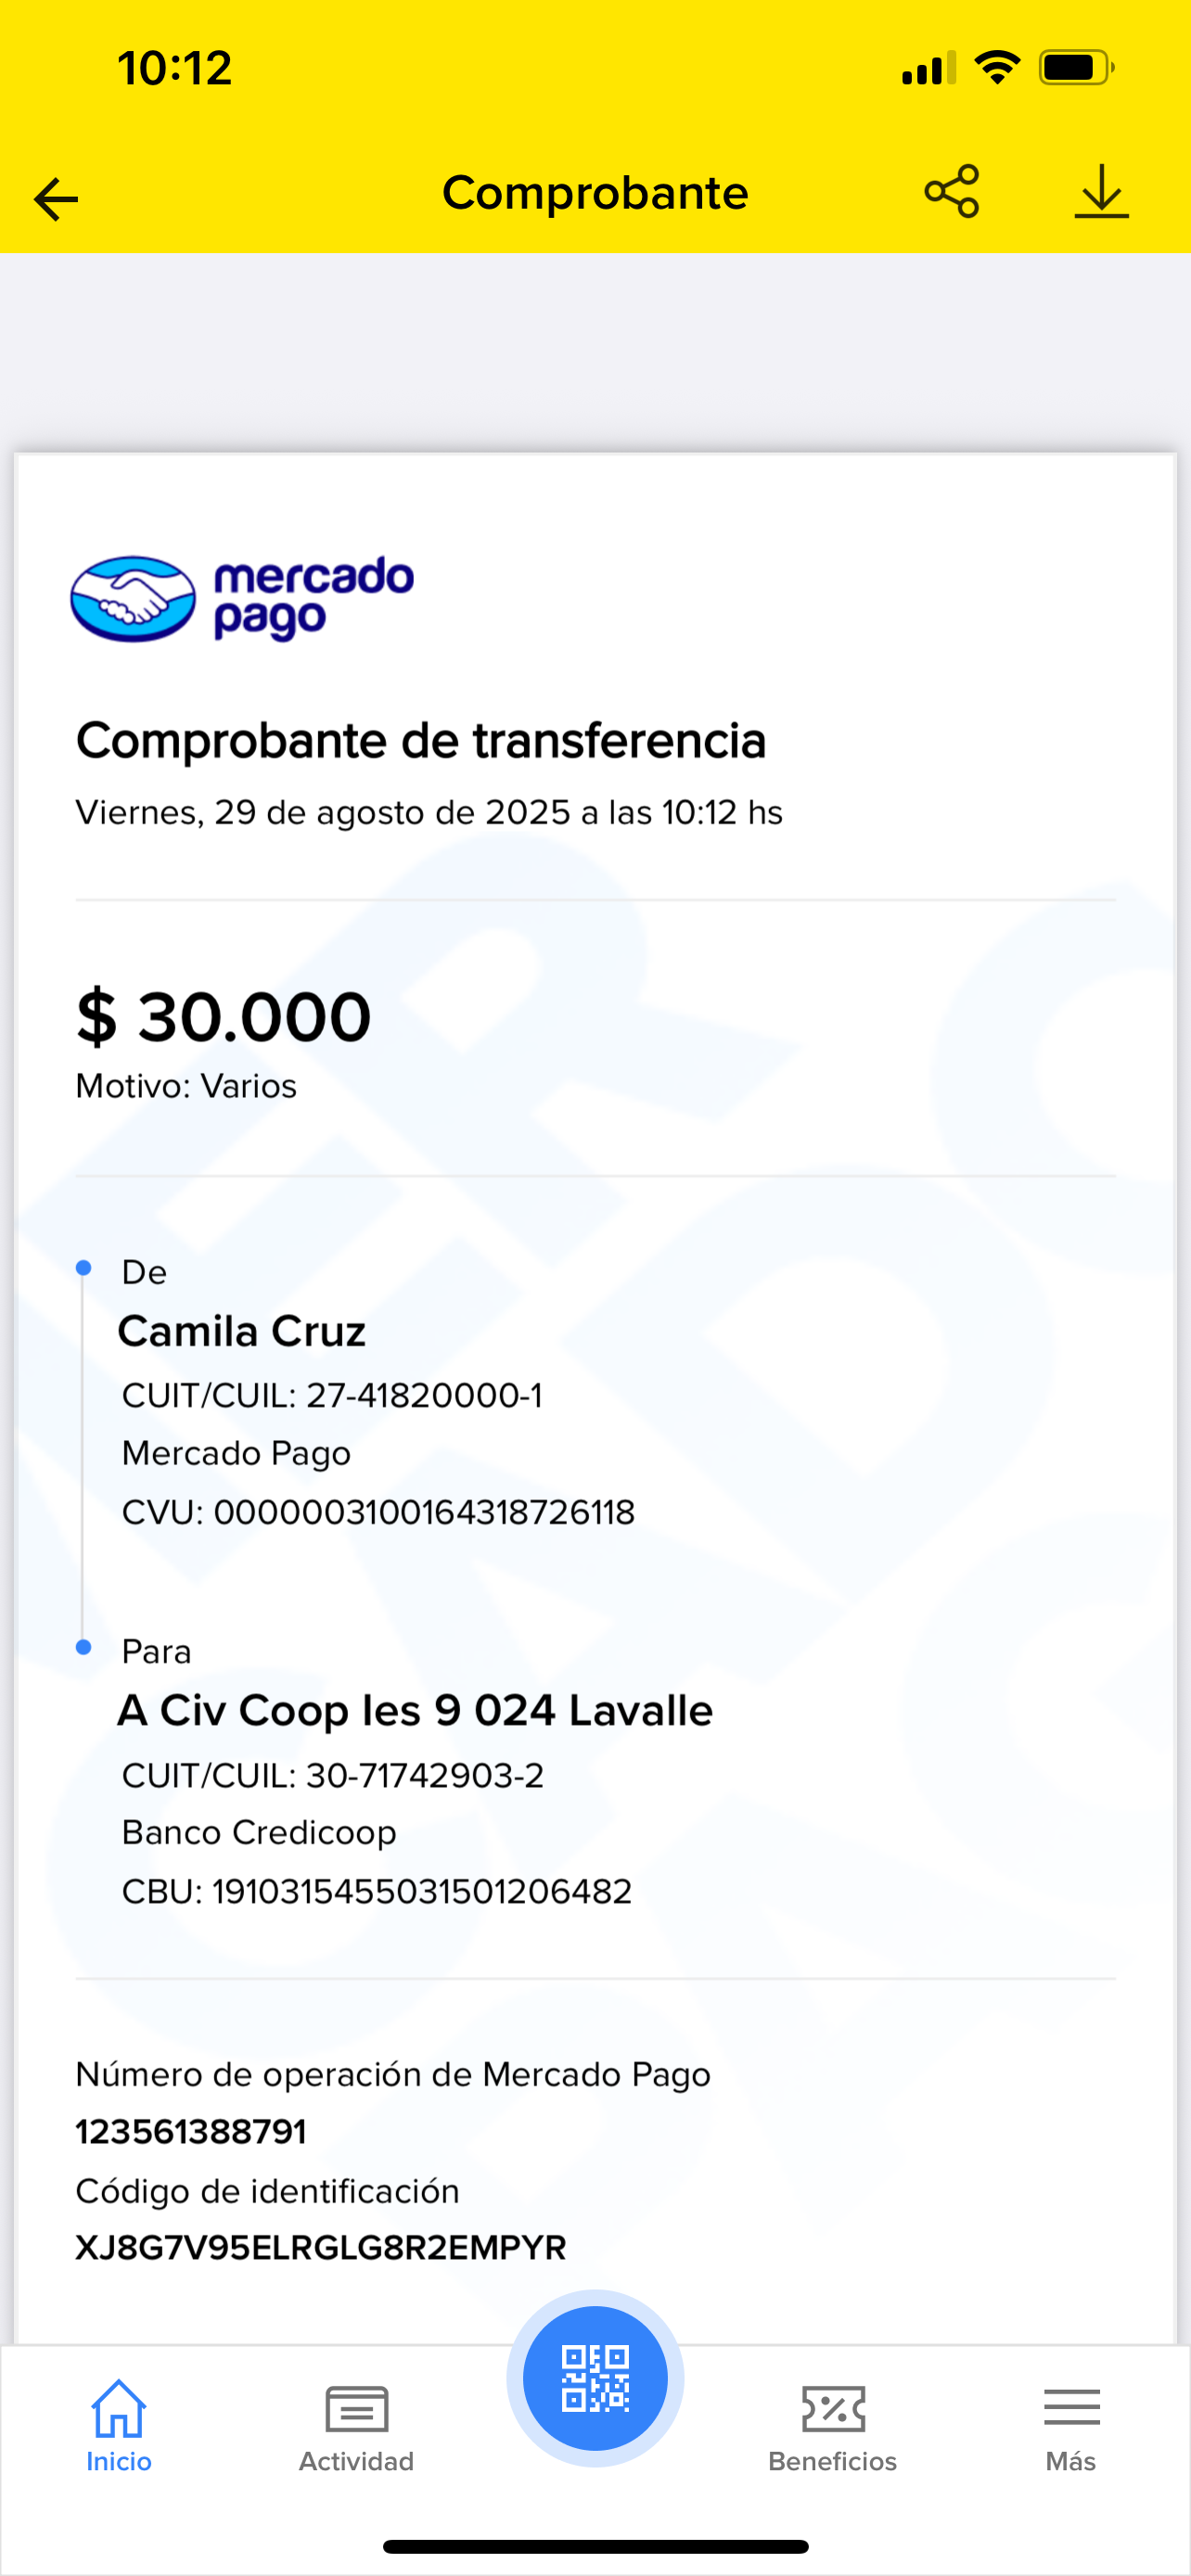 10:12
Comprobante
mercado
pago
Comprobante de transferencia
Viernes, 29 de agosto de 2025 a las 10:12 hs
$ 30.000
Motivo: Varios
De
Camila Cruz
CUIT/CUIL: 27-41820000-1
Mercado Pago
CVU: 0000003100164318726118
Para
A Civ Coop Ies 9 024 Lavalle
CUIT/CUIL: 30-71742903-2
Banco Credicoop
CBU: 1910315455031501206482
Número de operación de Mercado Pago
123561388791
Código de identificación
XJ8G7V95ELRGLG8R2EMPYR
Inicio
Actividad
Beneficios
Más